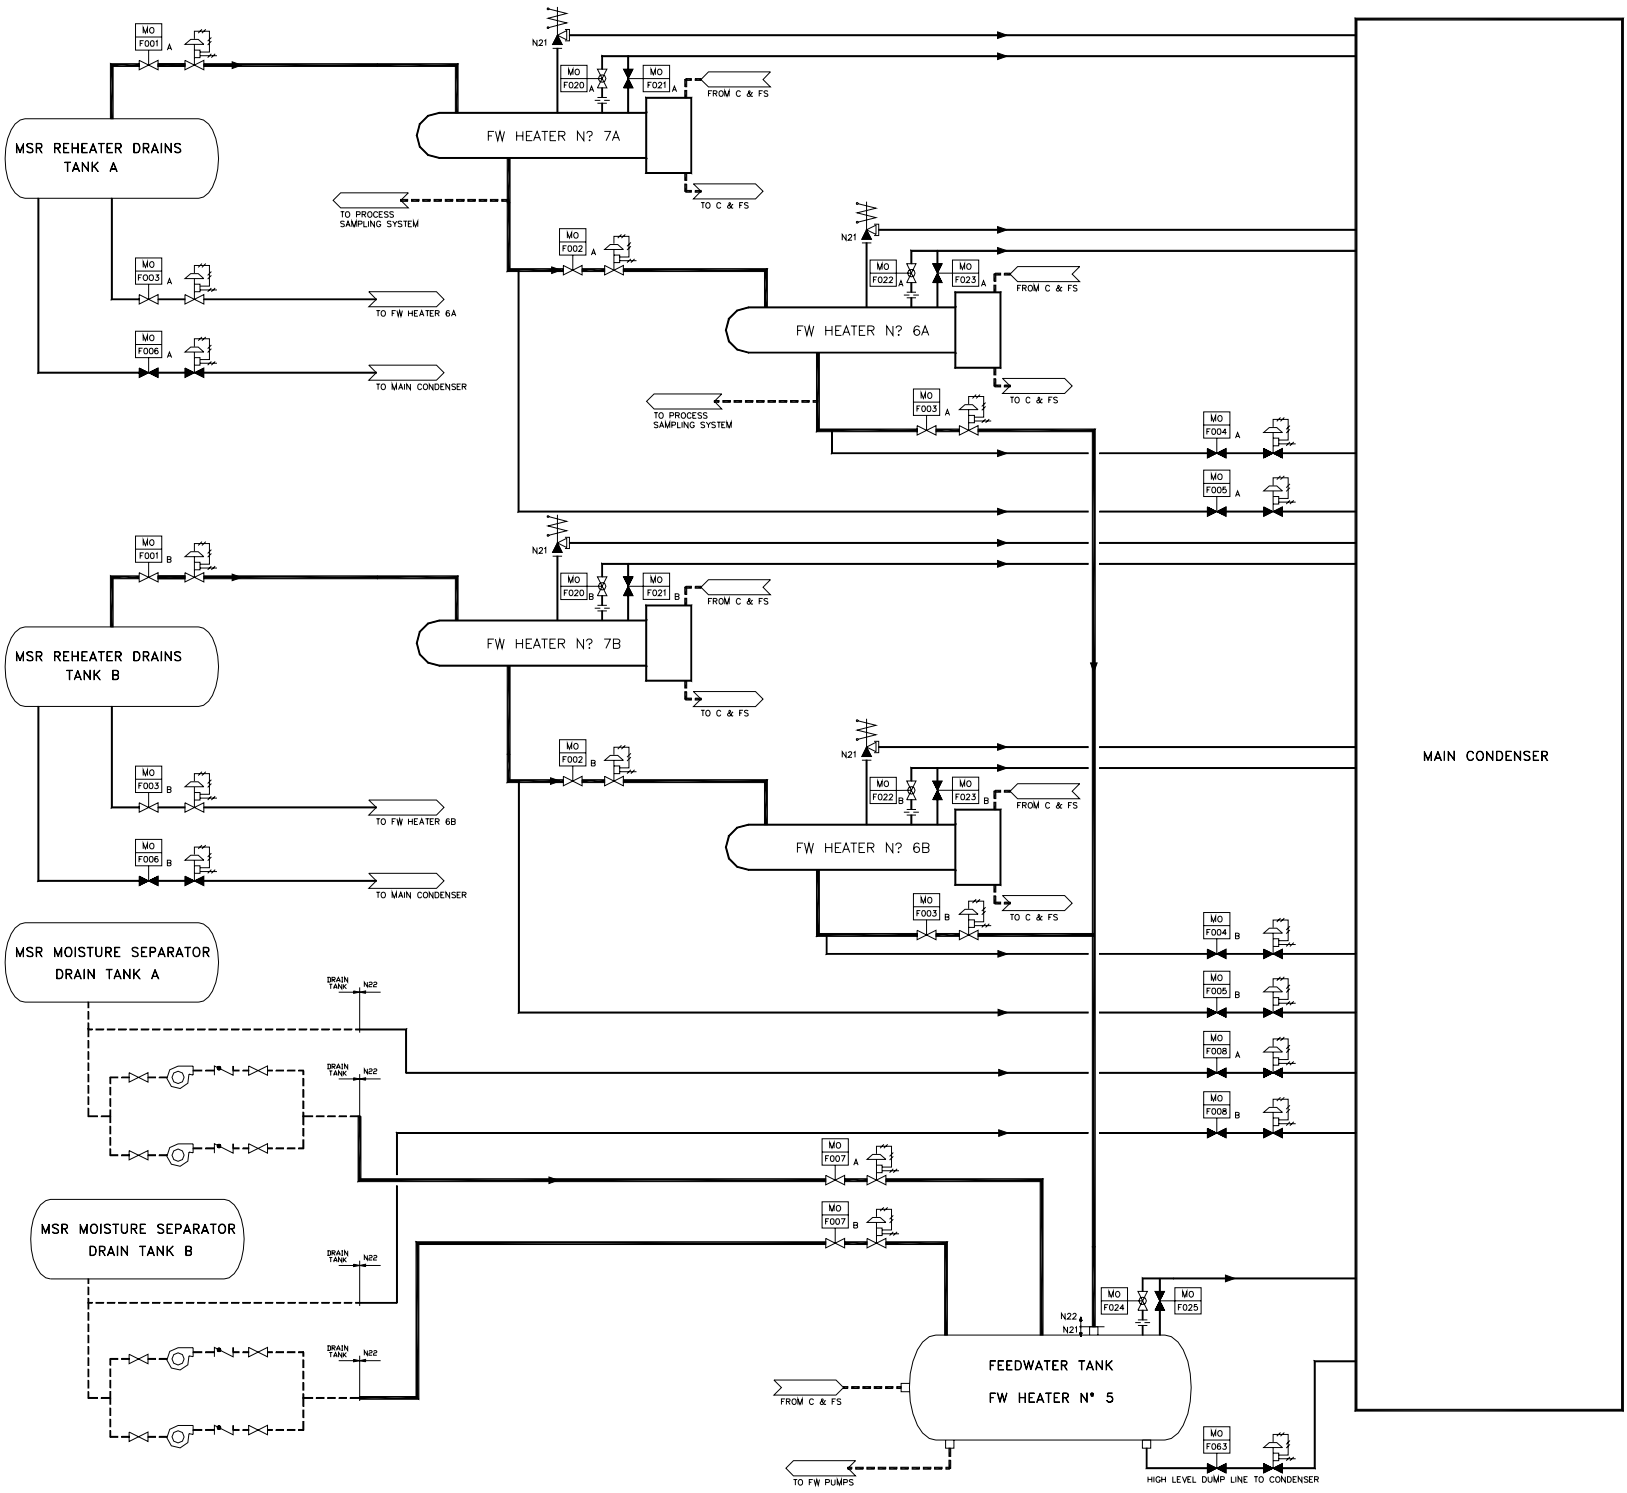 MO
F001 A
N21
MO
F020 A
MO
F021 A
FROM C & FS
FW HEATER N? 7A
MSR REHEATER DRAINS
TANK A
TO C & FS
TO PROCESS
SAMPLING SYSTEM
MO
F002 A
N21
MO
F022 A
MO
F023 A
FROM C & FS
MO
F003 A
TO FW HEATER 6A
FW HEATER N? 6A
MO
F006 A
TO MAIN CONDENSER
TO C & FS
TO PROCESS
SAMPLING SYSTEM
MO
F003 A
MO
F004 A
MO
F005 A
MO
F001 B
N21
MO
F020 B
MO
F021 B
FROM C & FS
FW HEATER N? 7B
MSR REHEATER DRAINS
TANK B
TO C & FS
MO
F002 B
N21
MAIN CONDENSER
MO
F022 B
MO
F023 B
FROM C & FS
MO
F003 B
TO FW HEATER 6B
FW HEATER N? 6B
MO
F006 B
TO MAIN CONDENSER
TO C & FS
MO
F003 B
MO
F004 B
MSR MOISTURE SEPARATOR
DRAIN TANK A
DRAIN
TANK N22
MO
F005 B
MO
F008 A
DRAIN
TANK N22
MO
F008 B
MO
F007 A
MSR MOISTURE SEPARATOR
DRAIN TANK B
MO
F007 B
DRAIN
TANK N22
MO
F024
MO
F025
N22
N21
DRAIN
TANK N22
FEEDWATER TANK
FW HEATER N° 5
FROM C & FS
MO
F063
TO FW PUMPS
HIGH LEVEL DUMP LINE TO CONDENSER